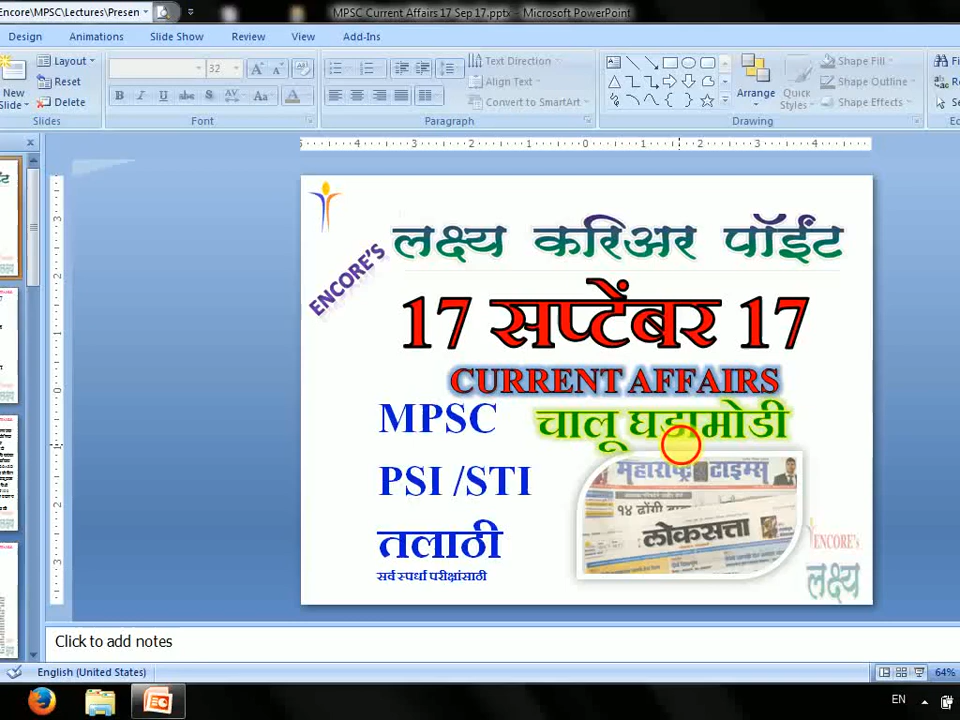 Encore\MPSC\Lectures\Presen
MPSC Current Affairs 17 Sep 17.pptx - Microsoft PowerPoint
Design Animations Slide Show Review View Add-Ins
New Slide
Layout
Reset
Delete
Slides
32
Font
Text Direction
Align Text
Convert to SmartArt
Paragraph
Arrange
Quick Styles
Shape Fill
Shape Outline
Shape Effects
Drawing
ENCORE'S
लक्ष्य करिअर पॉईंट
17 सप्टेंबर 17
CURRENT AFFAIRS
चालू घडामोडी
MPSC
PSI /STI
तलाठी
सर्व स्पर्धा परीक्षांसाठी
महाराष्ट्र टाइम्स
१४ ढोंगी
लोकसत्ता
ENCORE's
लक्ष्य
Click to add notes
English (United States)
64%
EN